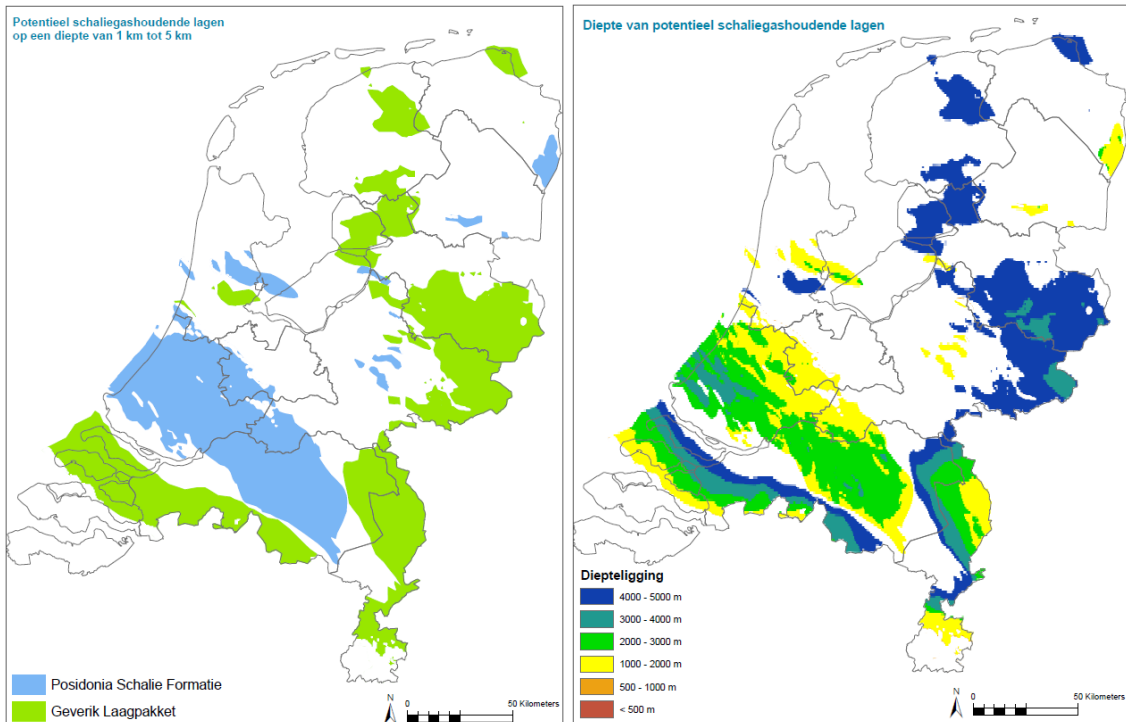 Potentieel schaliegashoudende lagen
op een diepte van 1 km tot 5 km
Posidonia Schalie Formatie
Geverik Laagpakket
N
0
50 Kilometers
Diepte van potentieel schaliegashoudende lagen
Diepteligging
4000 - 5000 m
3000 - 4000 m
2000 - 3000 m
1000 - 2000 m
500 - 1000 m
< 500 m
N
0
50 Kilometers